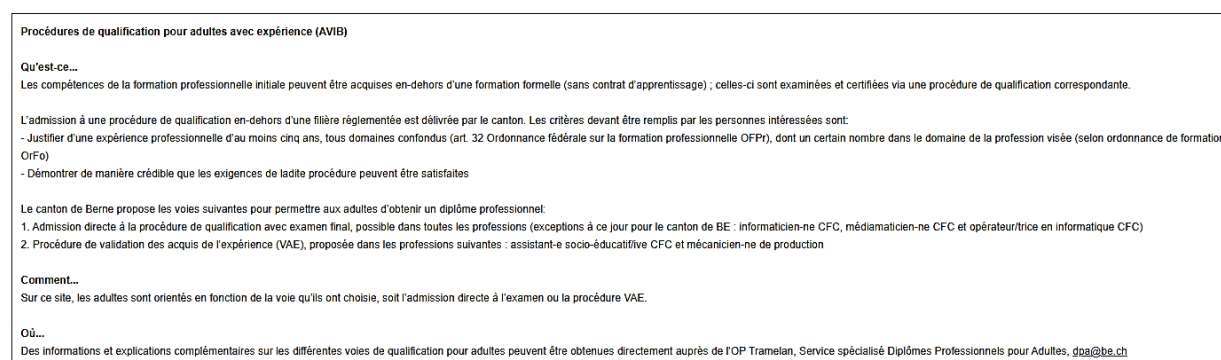 Procédures de qualification pour adultes avec expérience (AVIB)
Qu'est-ce...
Les compétences de la formation professionnelle initiale peuvent être acquises en-dehors d'une formation formelle (sans contrat d'apprentissage) ; celles-ci sont examinées et certifiées via une procédure de qualification correspondante.
L'admission à une procédure de qualification en-dehors d'une filière réglementée est délivrée par le canton. Les critères devant être remplis par les personnes intéressées sont:
- Justifier d'une expérience professionnelle d'au moins cinq ans, tous domaines confondus (art. 32 Ordonnance fédérale sur la formation professionnelle OFPr), dont un certain nombre dans le domaine de la profession visée (selon ordonnance de formation
OrFo)
- Démontrer de manière crédible que les exigences de ladite procédure peuvent être satisfaites
Le canton de Berne propose les voies suivantes pour permettre aux adultes d'obtenir un diplôme professionnel:
1. Admission directe à la procédure de qualification avec examen final, possible dans toutes les professions (exceptions à ce jour pour le canton de BE : informaticien-ne CFC, médiamaticien-ne CFC et opérateur/trice en informatique CFC)
2. Procédure de validation des acquis de l'expérience (VAE), proposée dans les professions suivantes : assistant-e socio-éducatif/ive CFC et mécanicien-ne de production
Comment...
Sur ce site, les adultes sont orientés en fonction de la voie qu'ils ont choisie, soit l'admission directe à l'examen ou la procédure VAE.
Où...
Des informations et explications complémentaires sur les différentes voies de qualification pour adultes peuvent être obtenues directement auprès de l'OP Tramelan, Service spécialisé Diplômes Professionnels pour Adultes, dpa@be.ch